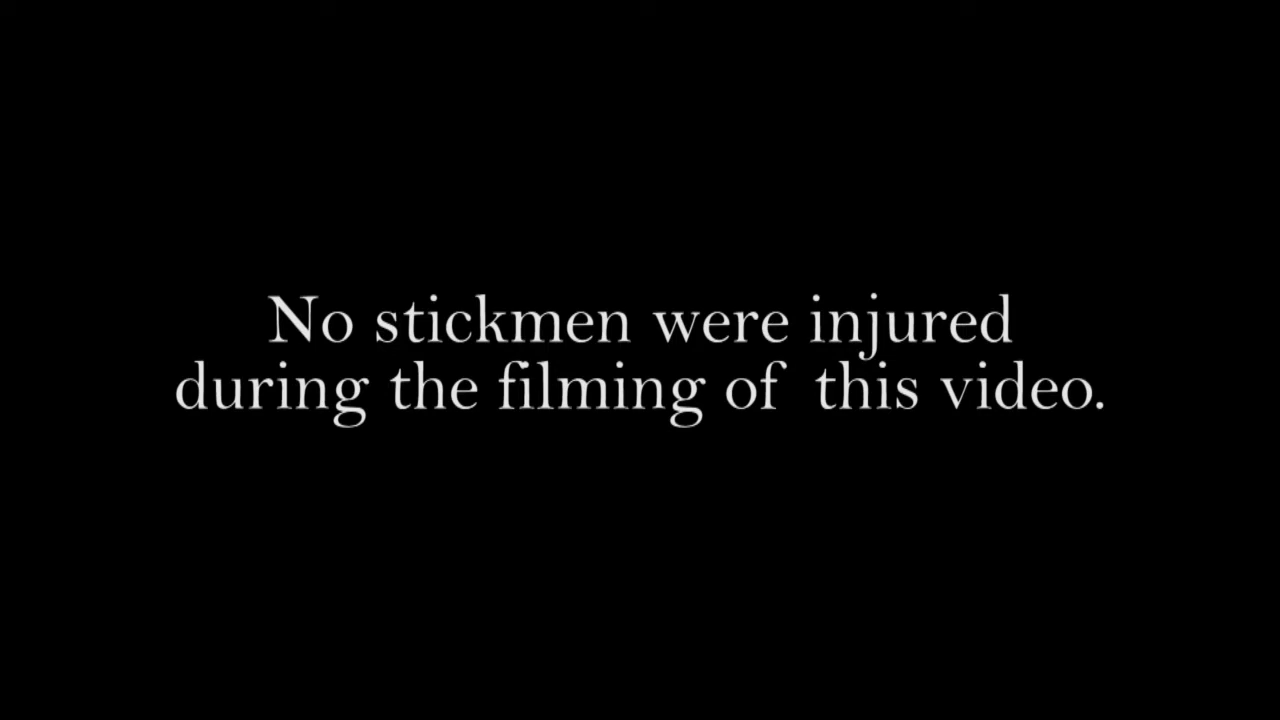 No stickmen were injured
during the filming of this video.